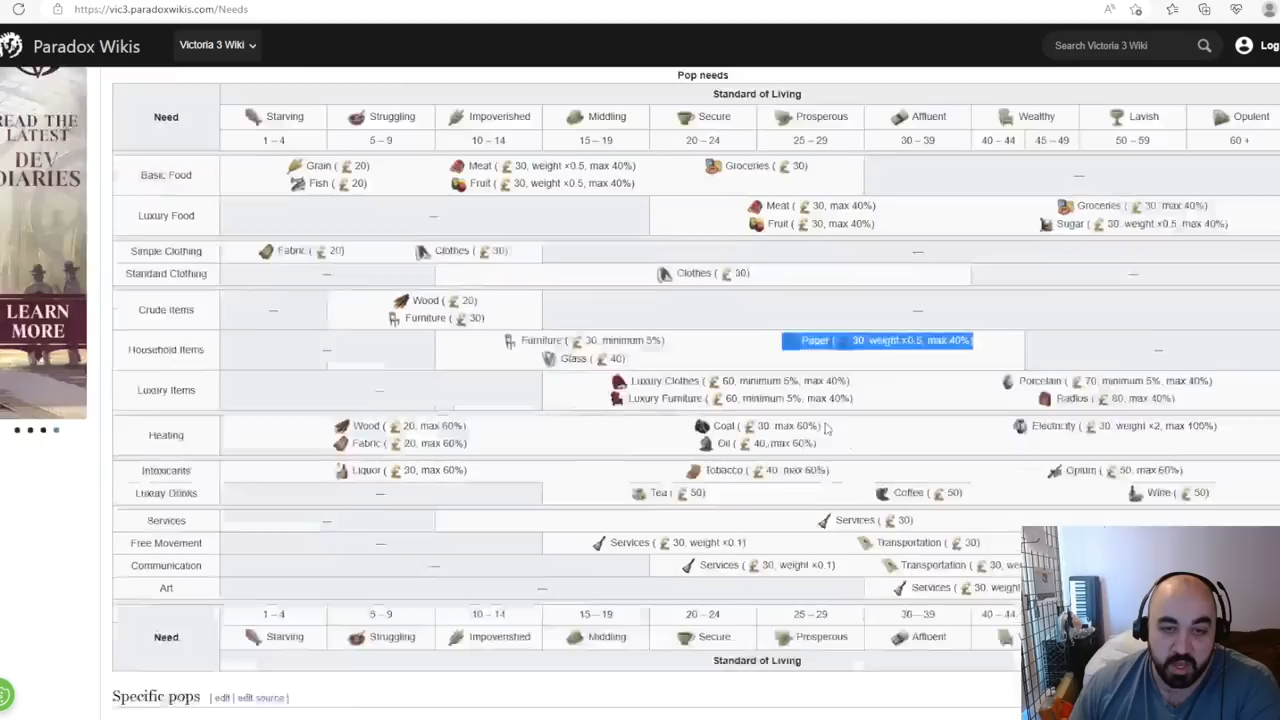 https://vic3.paradoxwikis.com/Needs
Paradox Wikis
Victoria 3 Wiki
Search Victoria 3 Wiki
Log
READ THE
LATEST
DEV
DIARIES
LEARN
MORE
Pop needs
Need
Standard of Living
Starving Struggling Impoverished Middling Secure Prosperous Affluent Wealthy Lavish Opulent
1 – 4 5 – 9 10 – 14 15 – 19 20 – 24 25 – 29 30 – 39 40 – 44 45 – 49 50 – 59 60 +
Basic Food
Grain (£ 20) Meat (£ 30, weight ×0.5, max 40%) Groceries (£ 30) —
Fish (£ 20) Fruit (£ 30, weight ×0.5, max 40%)
Luxury Food
— Meat (£ 30, max 40%) Groceries (£ 30, max 40%)
Fruit (£ 30, max 40%) Sugar (£ 30, weight ×0.5, max 40%)
Simple Clothing Fabric (£ 20) Clothes (£ 30) —
Standard Clothing — Clothes (£ 30) —
Crude Items
— Wood (£ 20) —
Furniture (£ 30)
Household Items
— Furniture (£ 30, minimum 5%) Paper ( 30, weight ×0.5, max 40%) —
Glass (£ 40)
Luxury Items
— Luxury Clothes (£ 60, minimum 5%, max 40%) Porcelain (£ 70, minimum 5%, max 40%)
Luxury Furniture (£ 60, minimum 5%, max 40%) Radios (£ 80, max 40%)
Heating
Wood (£ 20, max 60%) Coal (£ 30, max 60%) Electricity (£ 30, weight ×2, max 100%)
Fabric (£ 20, max 60%) Oil (£ 40, max 60%)
Intoxicants Liquor (£ 30, max 60%) Tobacco (£ 40, max 60%) Opium (£ 50, max 60%)
Luxury Drinks — Tea (£ 50) Coffee (£ 50) Wine (£ 50)
Services — Services (£ 30)
Free Movement — Services (£ 30, weight ×0.1) Transportation (£ 30)
Communication — Services (£ 30, weight ×0.1) Transportation (£ 30,
Art — Services (£ 30, weight
Need
1 – 4 5 – 9 10 – 14 15 – 19 20 – 24 25 – 29 30 – 39 40 – 44
Starving Struggling Impoverished Middling Secure Prosperous Affluent
Standard of Living
Specific pops [ edit | edit source ]